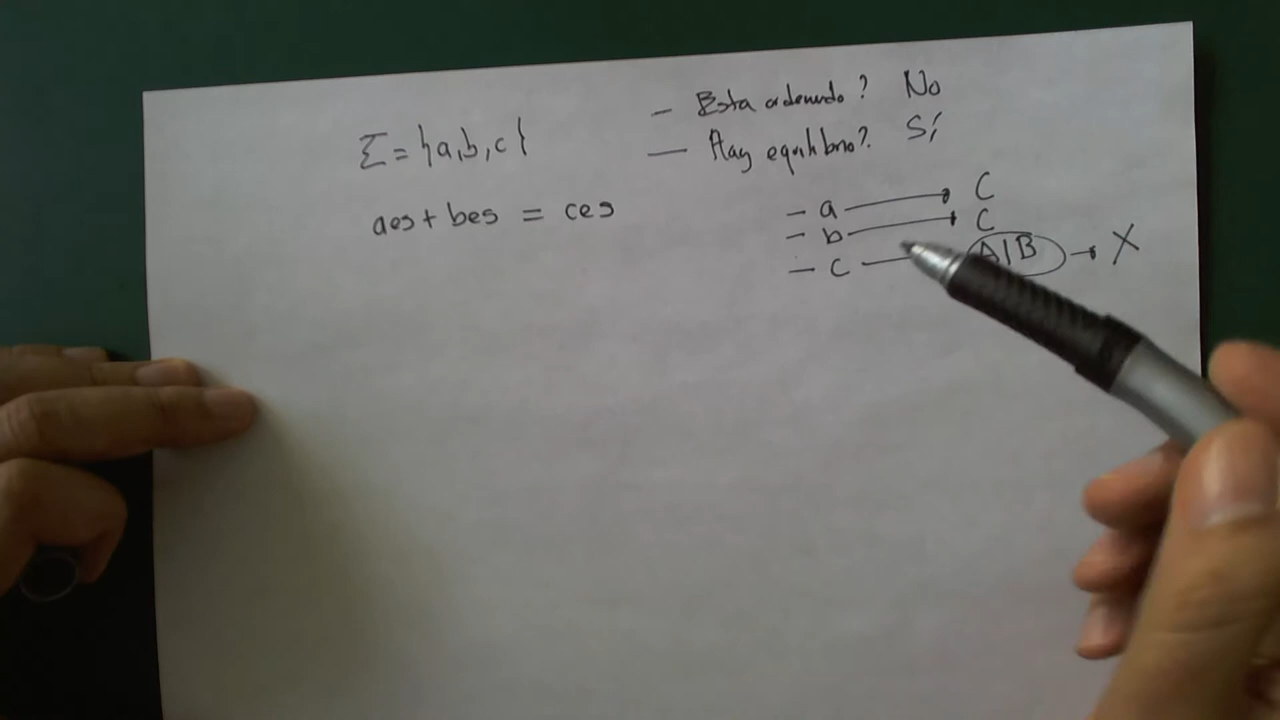 Σ = {a,b,c}
aes + bes = ces
- Esta ordenado? No
- Hay equilibrio? Sí
- a → C
- b → C
- c → A/B → X